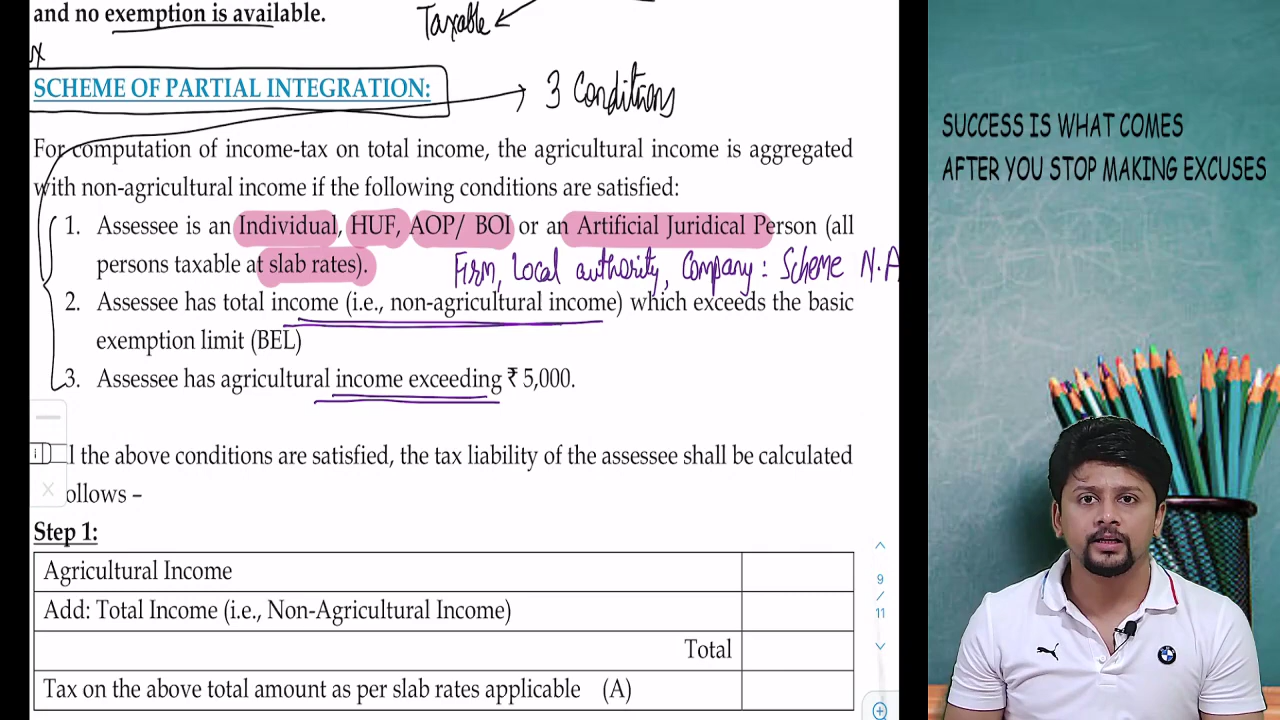 and no exemption is available.
Taxable
SCHEME OF PARTIAL INTEGRATION:
3 Conditions
For computation of income-tax on total income, the agricultural income is aggregated
with non-agricultural income if the following conditions are satisfied:
1. Assessee is an Individual, HUF, AOP/ BOI or an Artificial Juridical Person (all
persons taxable at slab rates).
Firm, Local authority, Company: Scheme N.A
2. Assessee has total income (i.e., non-agricultural income) which exceeds the basic
exemption limit (BEL)
3. Assessee has agricultural income exceeding ₹ 5,000.
l the above conditions are satisfied, the tax liability of the assessee shall be calculated
ollows –
Step 1:
Agricultural Income
Add: Total Income (i.e., Non-Agricultural Income)
Total
Tax on the above total amount as per slab rates applicable (A)
9
/
11
SUCCESS IS WHAT COMES
AFTER YOU STOP MAKING EXCUSES
BMW